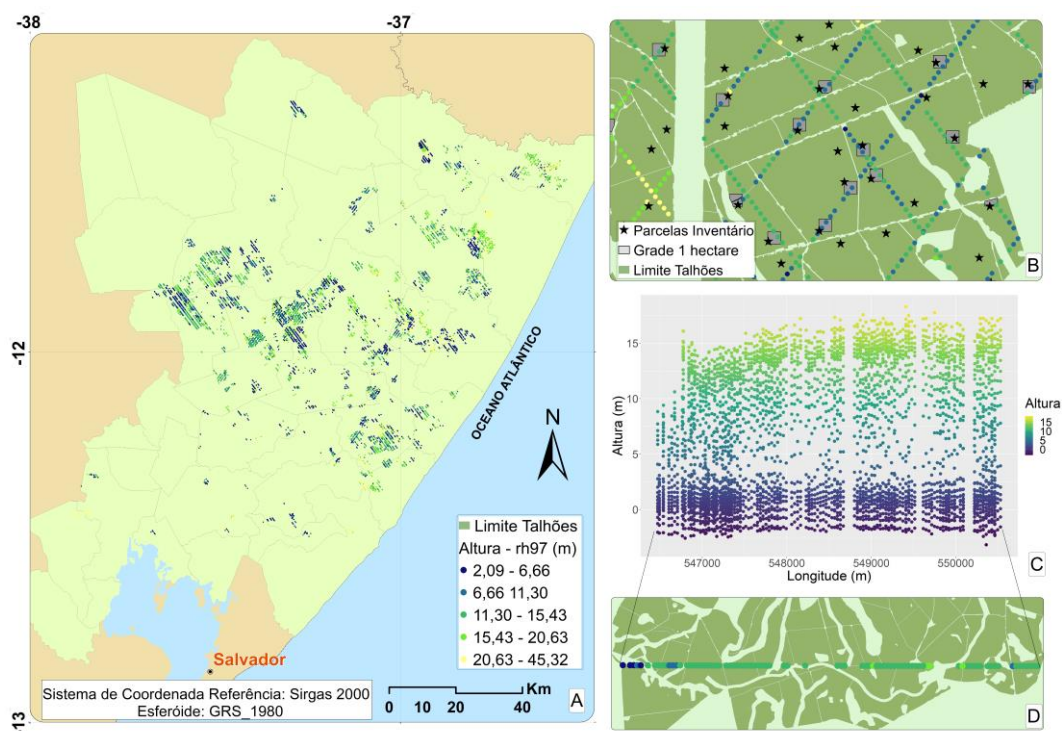 -38
-37
-12
-13
OCEANO ATLÂNTICO
N
Limite Talhões
Altura - rh97 (m)
2,09 - 6,66
6,66 11,30
11,30 - 15,43
15,43 - 20,63
20,63 - 45,32
Salvador
Sistema de Coordenada Referência: Sirgas 2000
Esferóide: GRS_1980
Km
0 10 20 40
A
Parcelas Inventário
Grade 1 hectare
Limite Talhões
B
Altura (m)
15
10
5
0
547000 548000 549000 550000
Longitude (m)
Altura
15
10
5
0
C
D